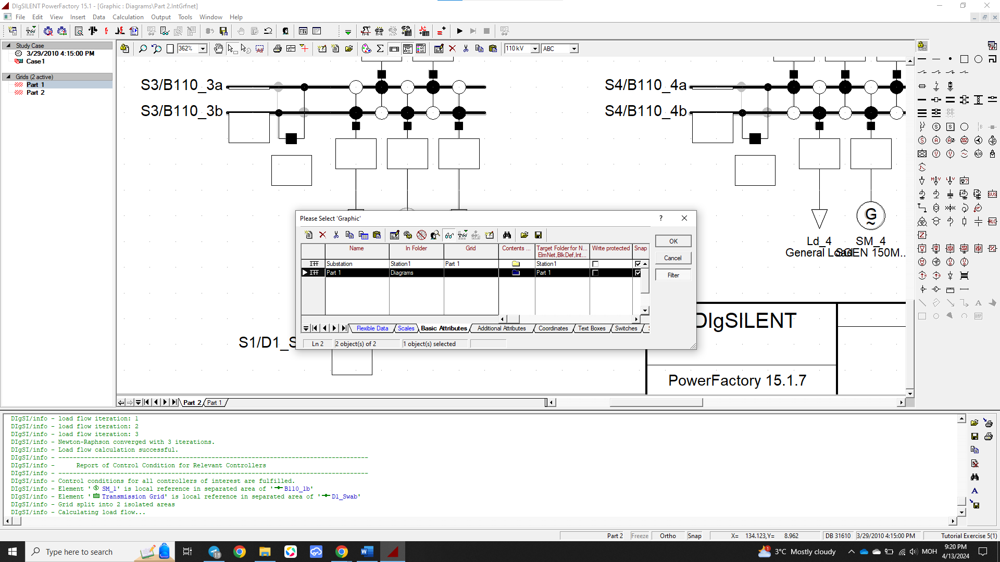 DIgSILENT PowerFactory 15.1 - [Graphic : Diagrams\Part 2.IntGrfnet]
File Edit View Insert Data Calculation Output Tools Window Help
362%
110 kV
ABC
Study Case
3/29/2010 4:15:00 PM
Case1
Grids (2 active)
Part 1
Part 2
S3/B110_3a
S3/B110_3b
S4/B110_4a
S4/B110_4b
G
Ld_4
General Load
SM_4
SGEN 150M...
S1/D1_S
DIgSILENT
PowerFactory 15.1.7
Please Select 'Graphic'
?
Name In Folder Grid Contents ... Target Folder for N... Write protected Snap
ElmNet,BlkDef,Int...
Substation Station1 Part 1 Station1
Part 1 Diagrams Part 1
OK
Cancel
Filter
Flexible Data Scales Basic Attributes Additional Attributes Coordinates Text Boxes Switches
Ln 2 2 object(s) of 2 1 object(s) selected
Part 2 Part 1
DIgSI/info - load flow iteration: 1
DIgSI/info - load flow iteration: 2
DIgSI/info - load flow iteration: 3
DIgSI/info - Newton-Raphson converged with 3 iterations.
DIgSI/info - Load flow calculation successful.
DIgSI/info - --------------------------------------------------------------------------------
DIgSI/info - Report of Control Condition for Relevant Controllers
DIgSI/info - --------------------------------------------------------------------------------
DIgSI/info - Control conditions for all controllers of interest are fulfilled.
DIgSI/info - Element ' SM_1' is local reference in separated area of ' B110_1b'
DIgSI/info - Element ' Transmission Grid' is local reference in separated area of ' D1_Swab'
DIgSI/info - Grid split into 2 isolated areas
DIgSI/info - Calculating load flow...
Part 2 Freeze Ortho Snap X= 134.123,Y= 8.962 DB 31610 3/29/2010 4:15:00 PM Tutorial Exercise 5(1)
Type here to search
18
1
3°C Mostly cloudy
MOH
9:20 PM
4/13/2024